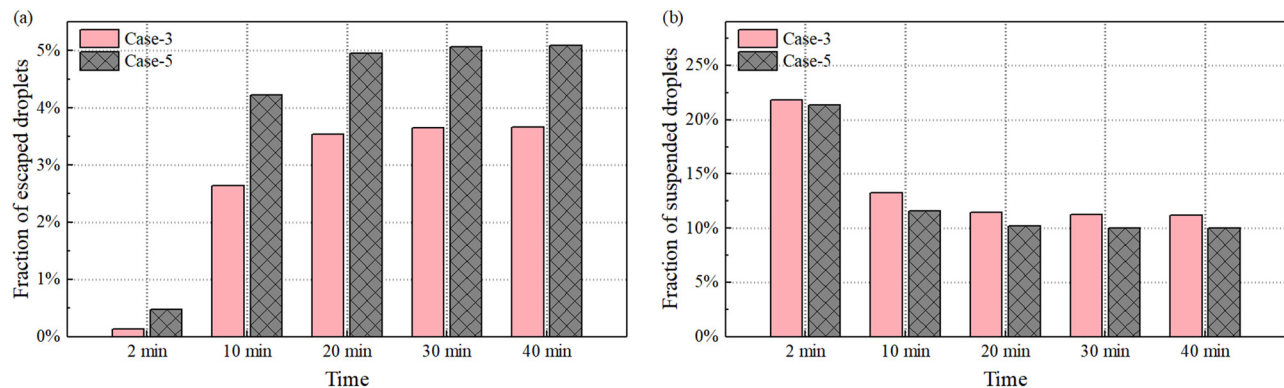 (a)
Case-3
Case-5
5%
4%
3%
2%
1%
0%
Fraction of escaped droplets
2 min 10 min 20 min 30 min 40 min
Time
(b)
Case-3
Case-5
25%
20%
15%
10%
5%
0%
Fraction of suspended droplets
2 min 10 min 20 min 30 min 40 min
Time